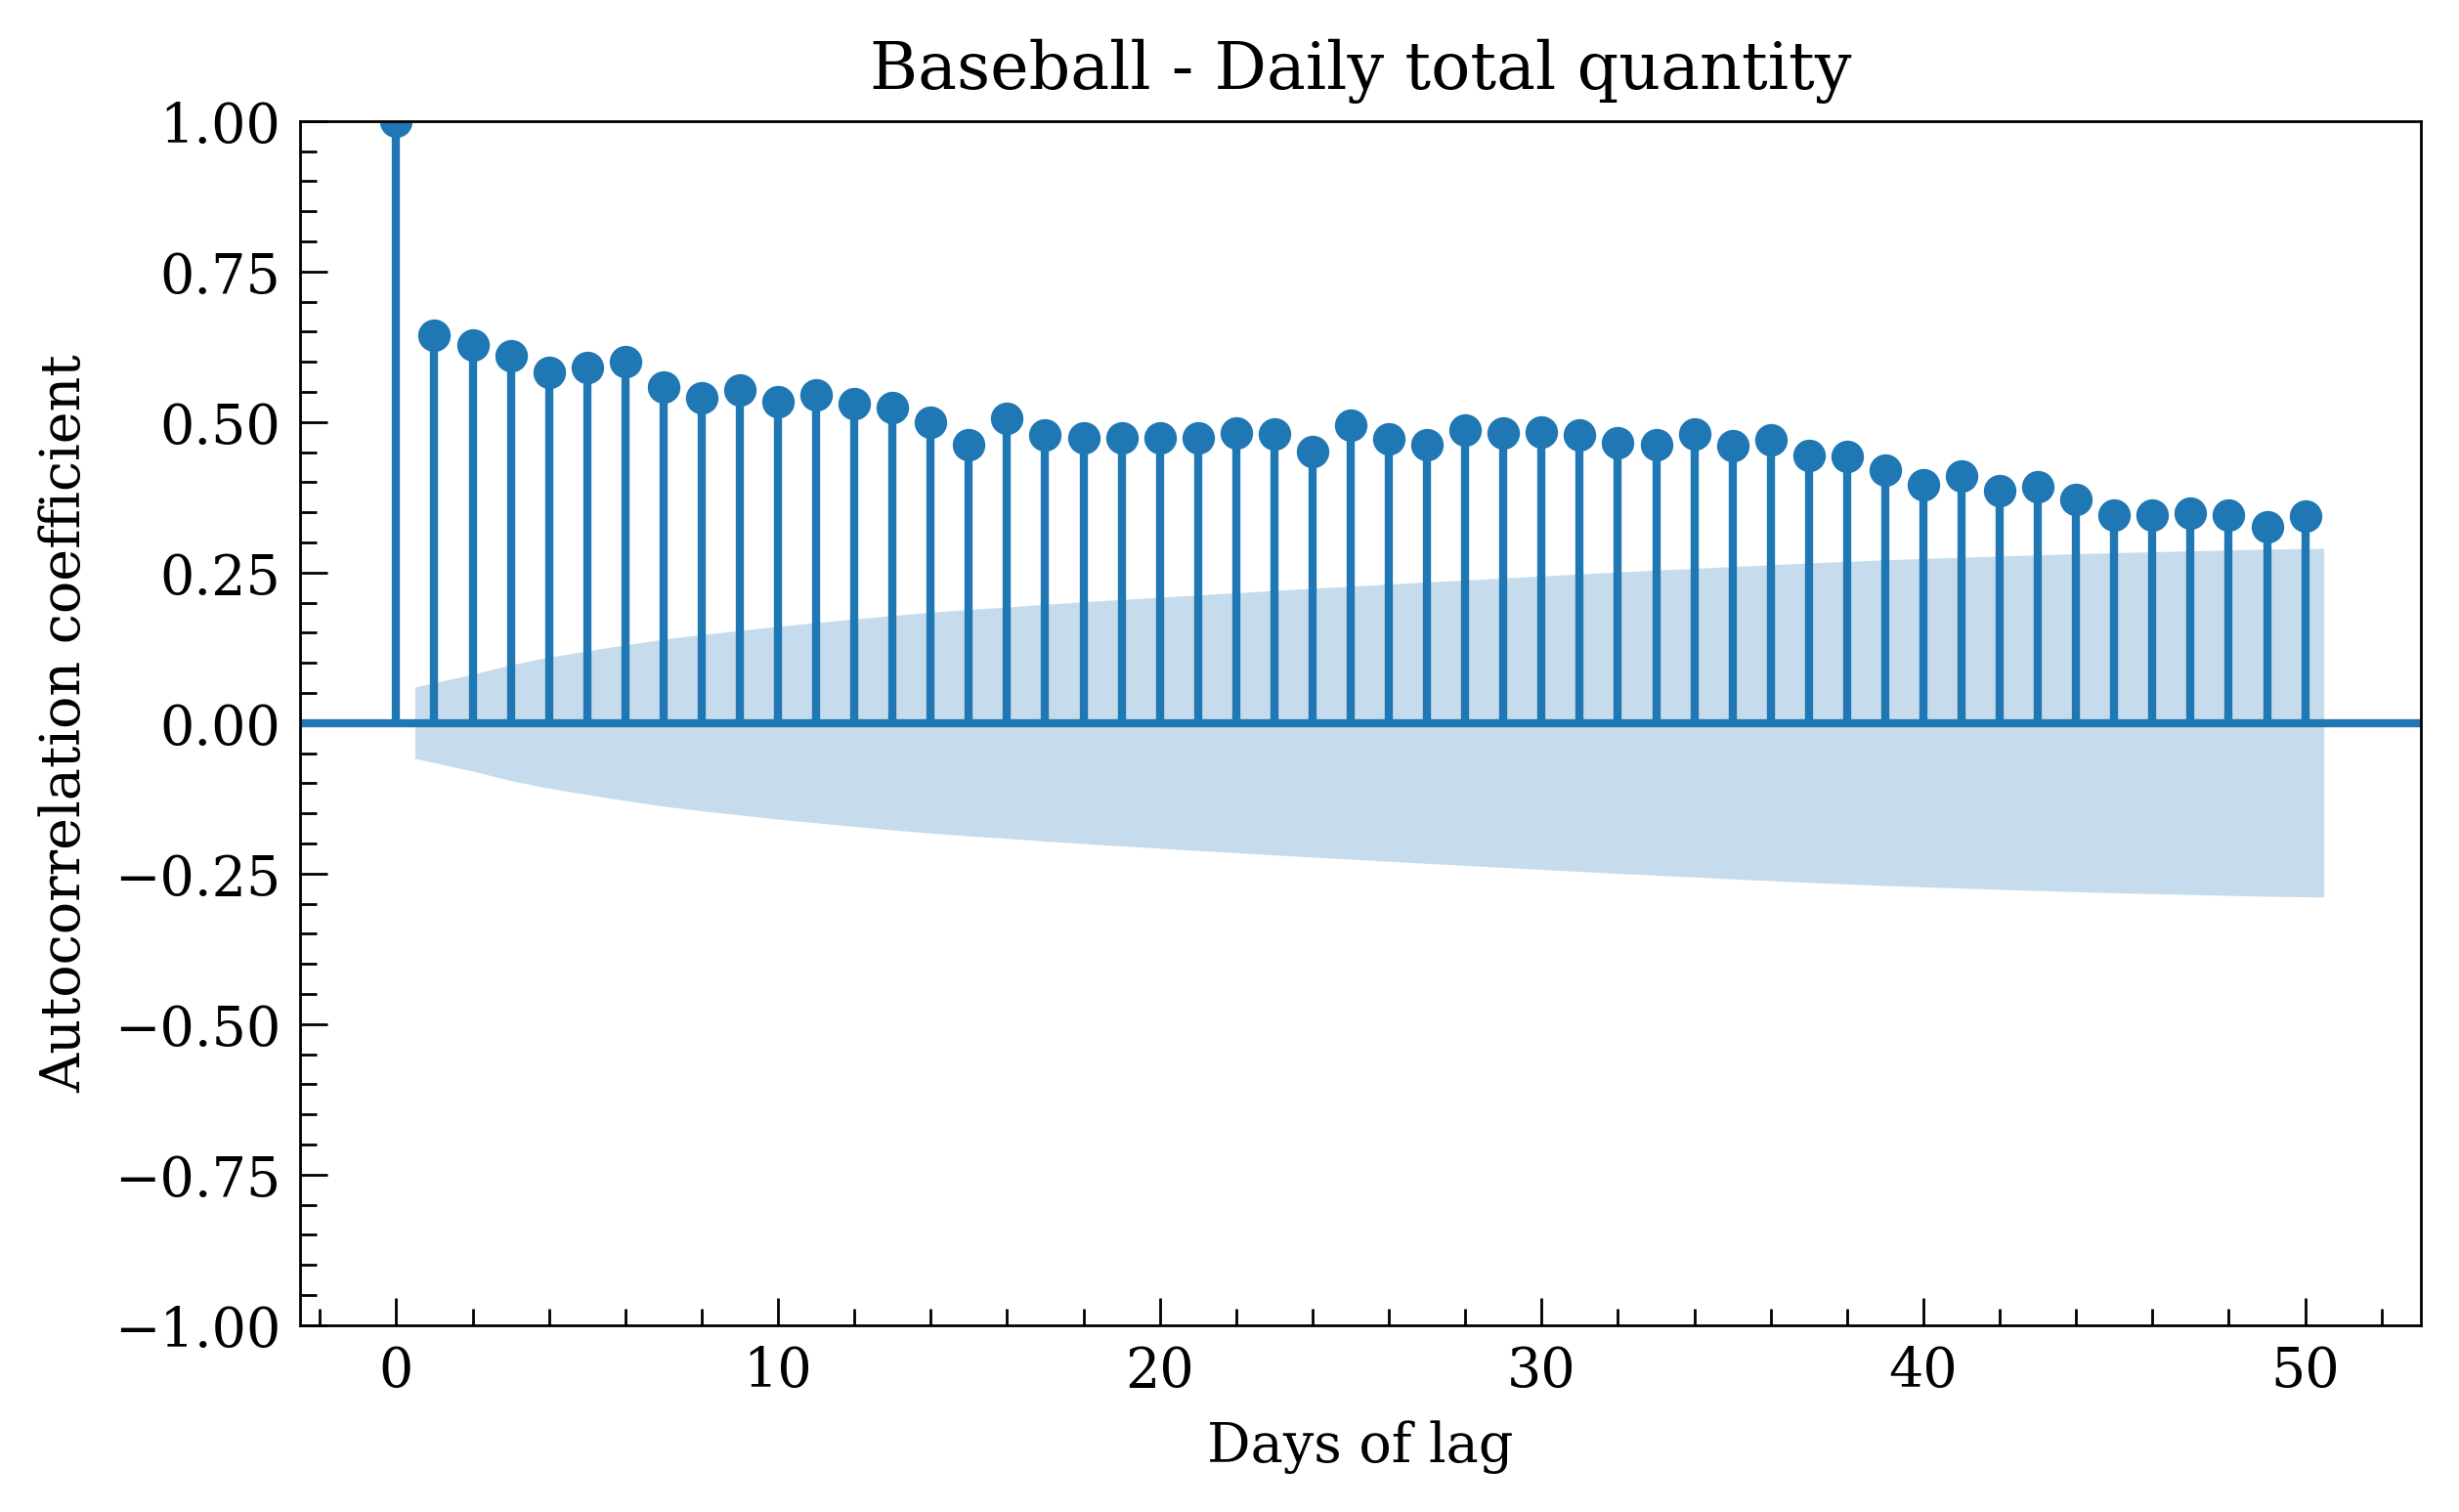 Baseball - Daily total quantity
1.00
0.75
0.50
0.25
0.00
−0.25
−0.50
−0.75
−1.00
Autocorrelation coefficient
0 10 20 30 40 50
Days of lag